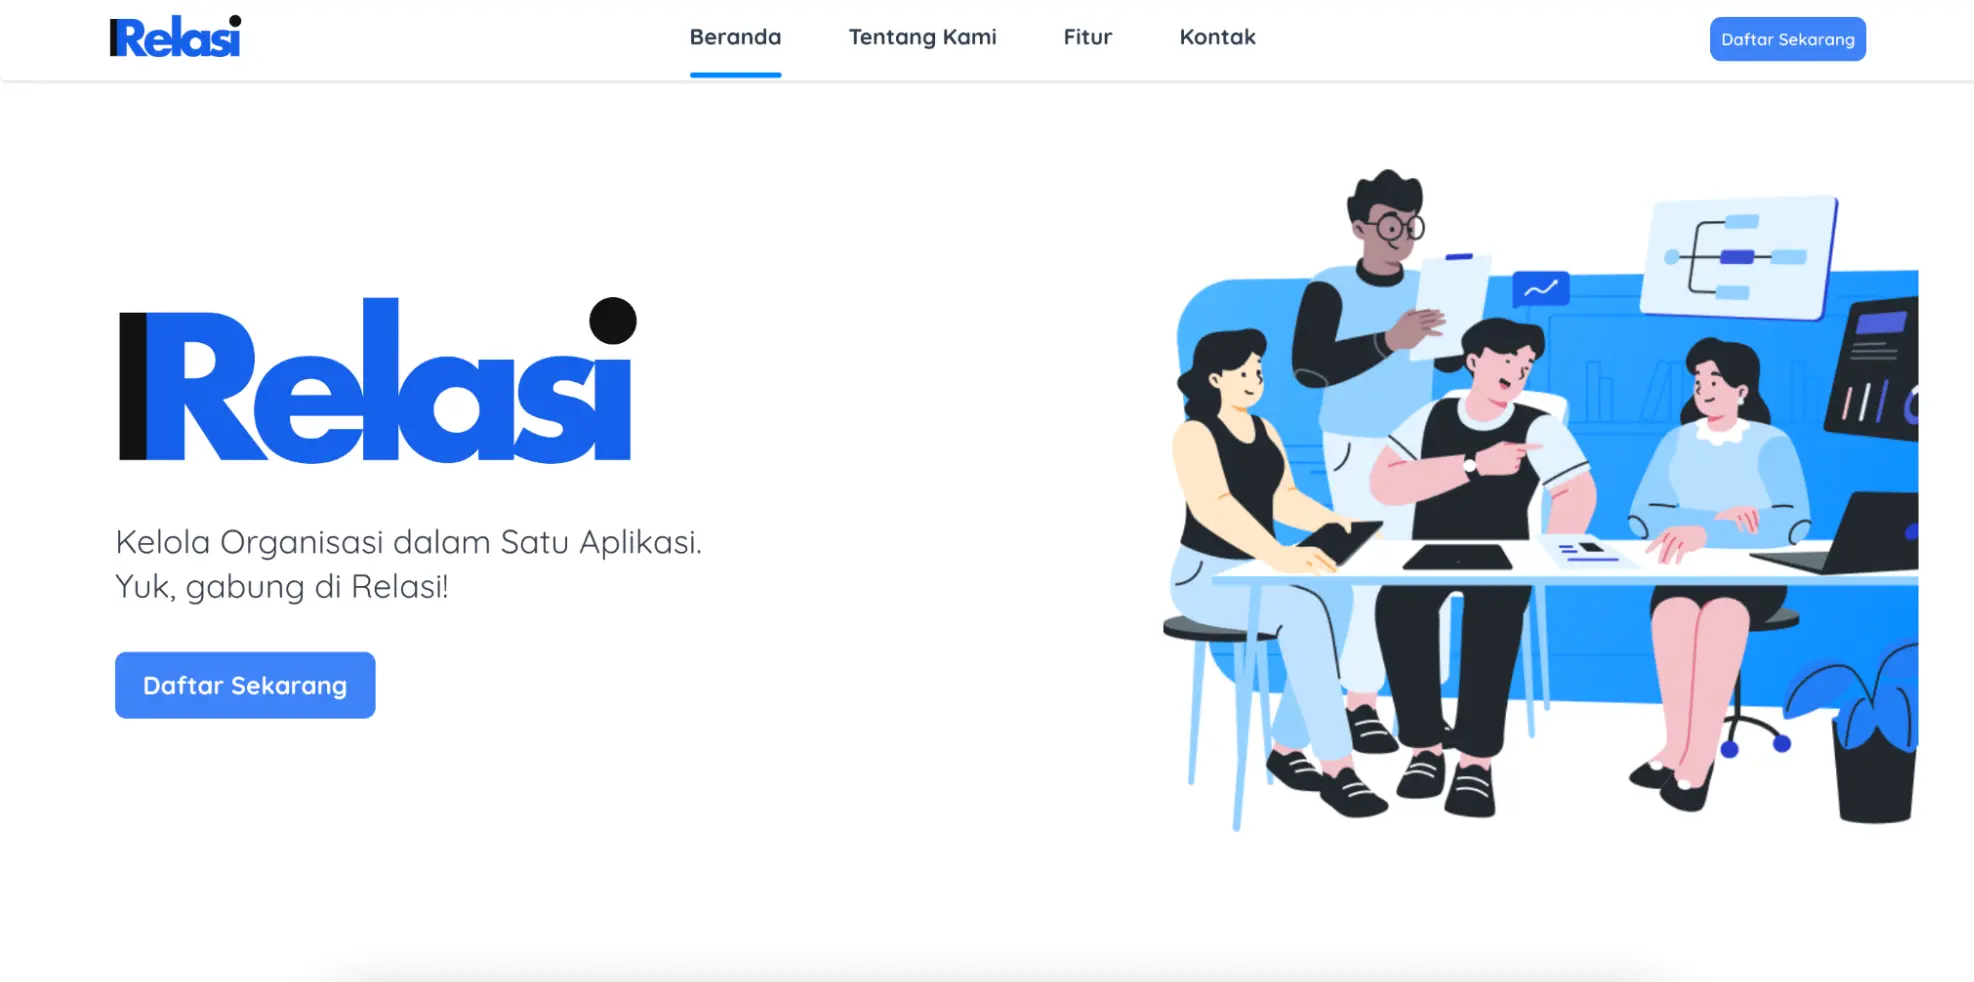 Relasi
Beranda
Tentang Kami
Fitur
Kontak
Daftar Sekarang
Relasi
Kelola Organisasi dalam Satu Aplikasi.
Yuk, gabung di Relasi!
Daftar Sekarang